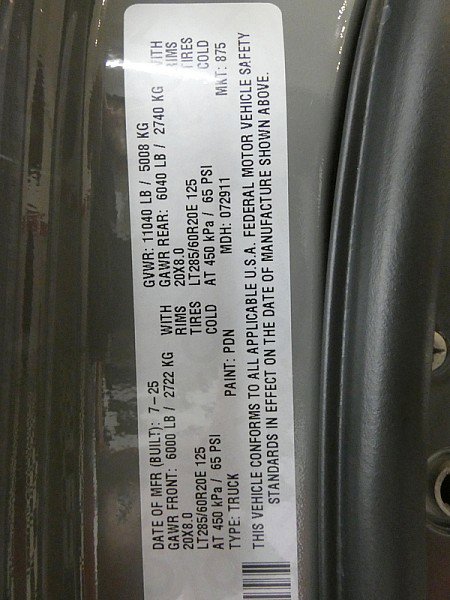 DATE OF MFR (BUILT): 7-25 GVWR: 11040 LB / 5008 KG
GAWR FRONT: 6000 LB / 2722 KG WITH GAWR REAR: 6040 LB / 2740 KG WITH
20X8.0 RIMS 20X8.0 RIMS
LT285/60R20E 125 TIRES LT285/60R20E 125 TIRES
AT 450 kPa / 65 PSI COLD AT 450 kPa / 65 PSI COLD
TYPE: TRUCK PAINT: PDN MDH: 072911 MKT: 875
THIS VEHICLE CONFORMS TO ALL APPLICABLE U.S.A. FEDERAL MOTOR VEHICLE SAFETY
STANDARDS IN EFFECT ON THE DATE OF MANUFACTURE SHOWN ABOVE.